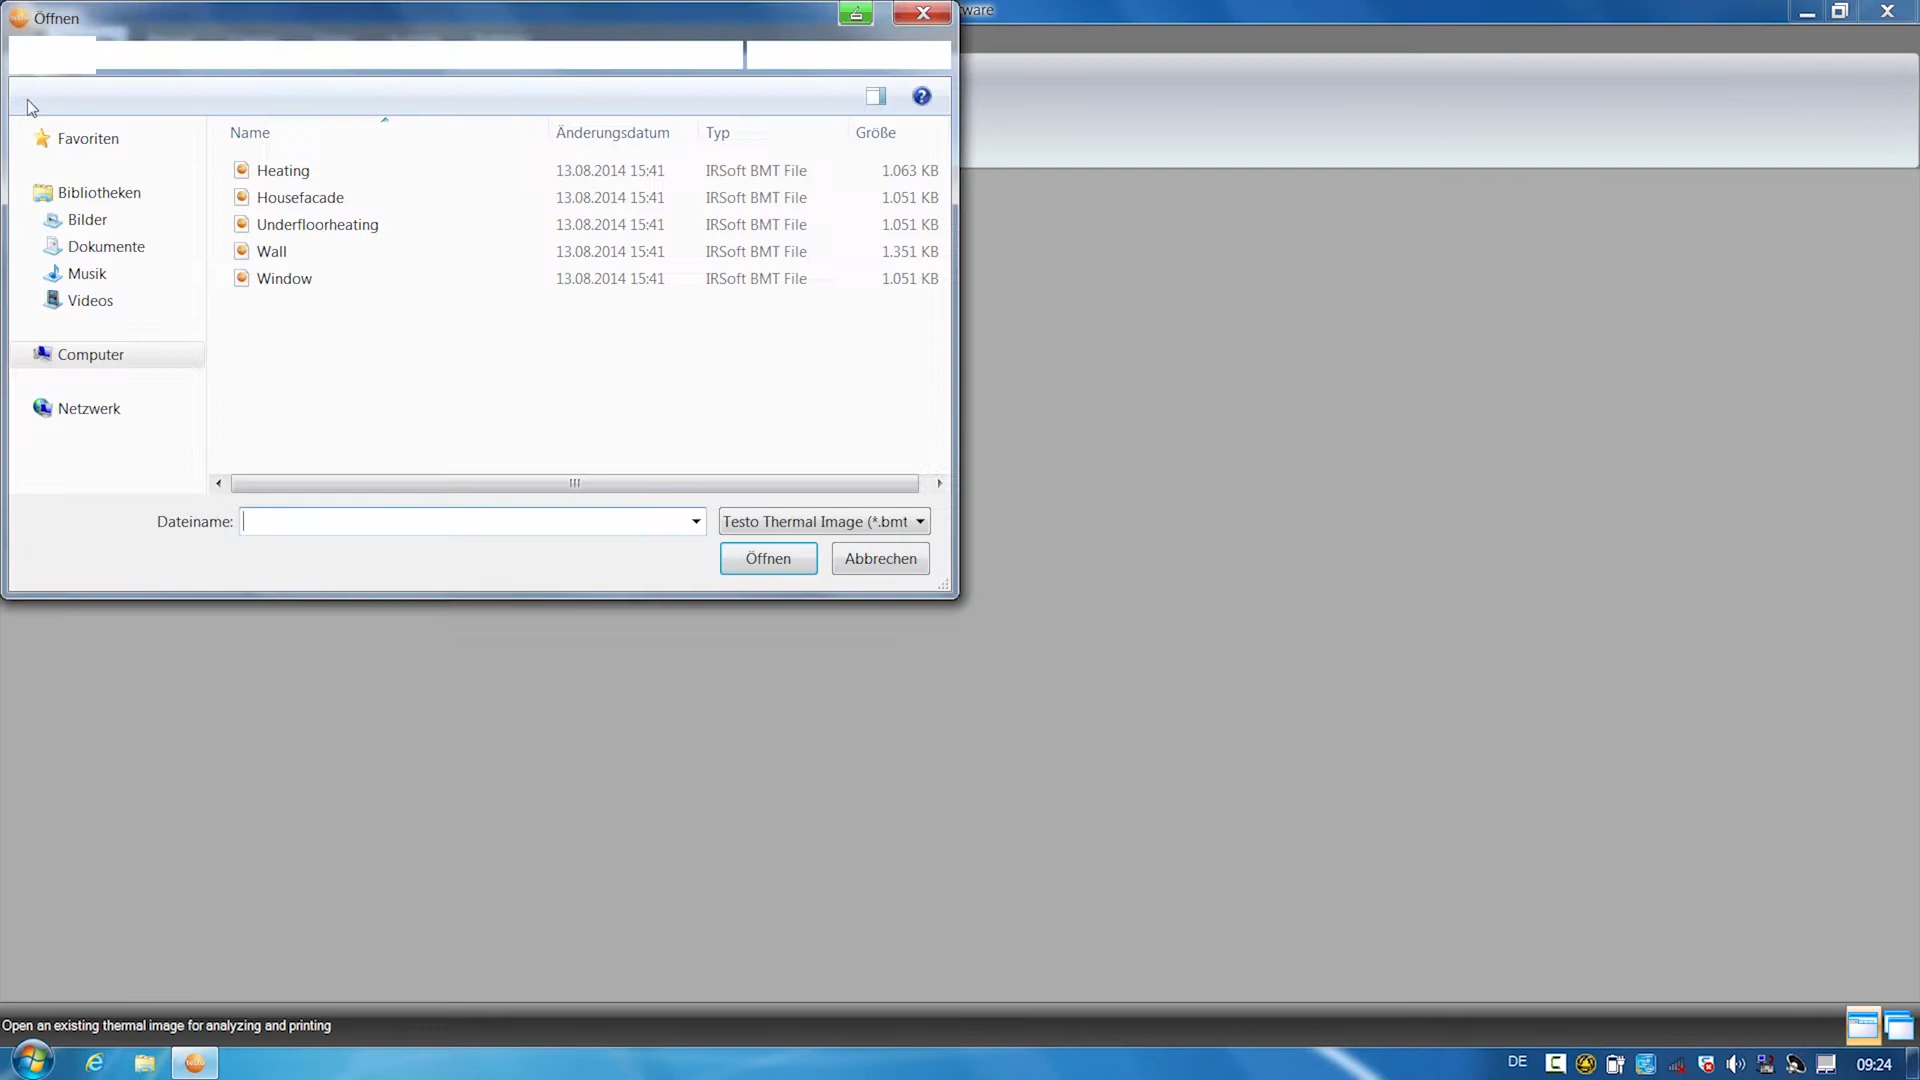 Öffnen
ware
Name Änderungsdatum Typ Größe
Favoriten
Bibliotheken
Bilder
Dokumente
Musik
Videos
Computer
Netzwerk
Heating 13.08.2014 15:41 IRSoft BMT File 1.063 KB
Housefacade 13.08.2014 15:41 IRSoft BMT File 1.051 KB
Underfloorheating 13.08.2014 15:41 IRSoft BMT File 1.051 KB
Wall 13.08.2014 15:41 IRSoft BMT File 1.351 KB
Window 13.08.2014 15:41 IRSoft BMT File 1.051 KB
Dateiname: Testo Thermal Image (*.bmt
Öffnen Abbrechen
Open an existing thermal image for analyzing and printing
DE 09:24